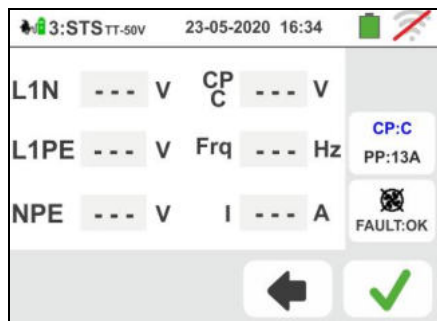 3:STS TT-50V 23-05-2020 16:34
L1N - - - V CP C - - - V
L1PE - - - V Frq - - - Hz
NPE - - - V I - - - A
CP:C
PP:13A
FAULT:OK